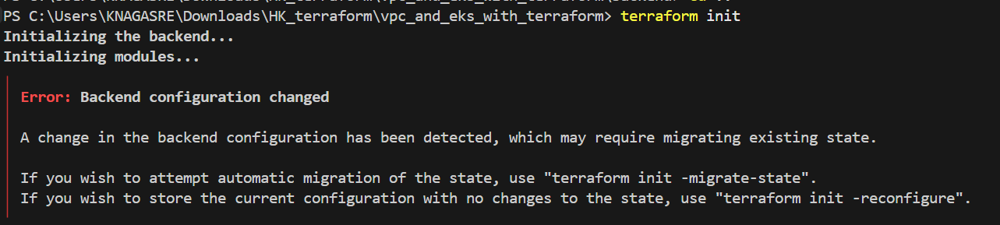 PS C:\Users\KNAGASRE\Downloads\HK_terraform\vpc_and_eks_with_terraform> terraform init
Initializing the backend...
Initializing modules...
Error: Backend configuration changed
A change in the backend configuration has been detected, which may require migrating existing state.
If you wish to attempt automatic migration of the state, use "terraform init -migrate-state".
If you wish to store the current configuration with no changes to the state, use "terraform init -reconfigure".